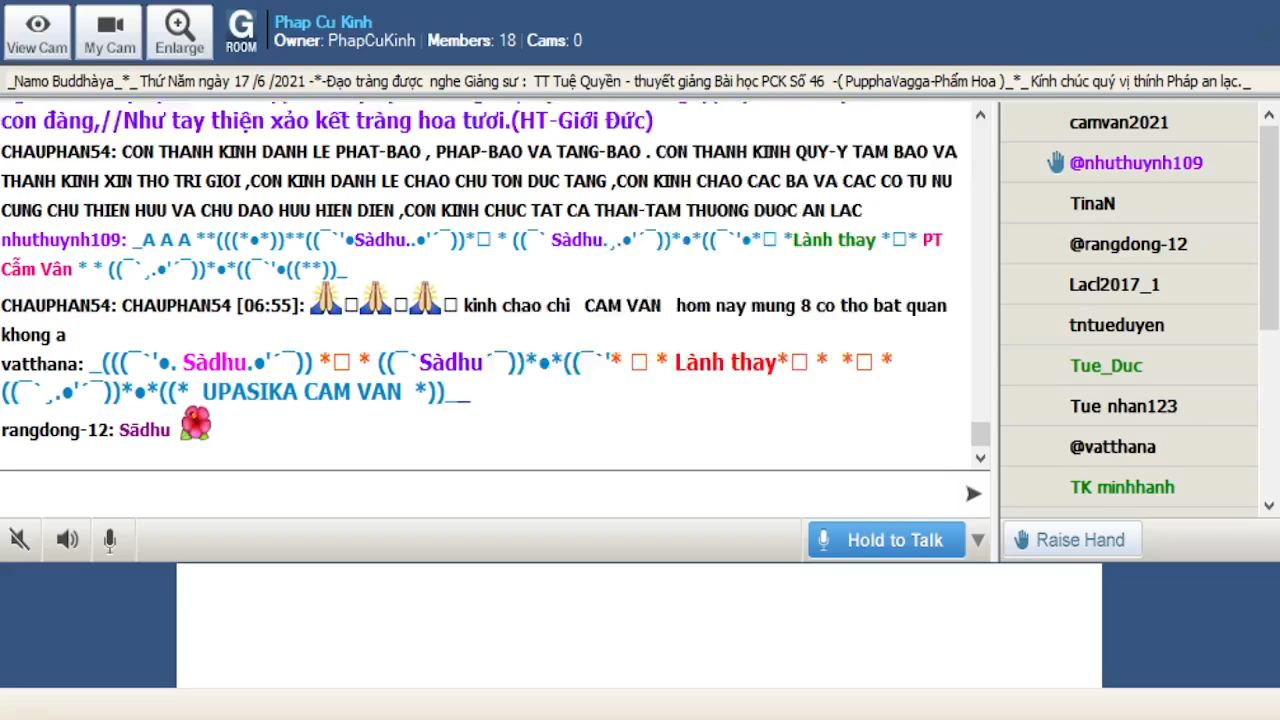 View Cam
My Cam
Enlarge
G
ROOM
Phap Cu Kinh
Owner: PhapCuKinh | Members: 18 | Cams: 0
_Namo Buddhàya_*_ Thứ Năm ngày 17 /6 /2021 -*-Đạo tràng được nghe Giảng sư : TT Tuệ Quyền - thuyết giảng Bài học PCK Số 46 -( PupphaVagga-Phẩm Hoa )_*_ Kính chúc quý vị thính Pháp an lạc._
con đàng,//Như tay thiện xảo kết tràng hoa tươi.(HT-Giới Đức)
CHAUPHAN54: CON THANH KINH DANH LE PHAT-BAO , PHAP-BAO VA TANG-BAO . CON THANH KINH QUY-Y TAM BAO VA
THANH KINH XIN THO TRI GIOI ,CON KINH DANH LE CHAO CHU TON DUC TANG ,CON KINH CHAO CAC BA VA CAC CO TU NU
CUNG CHU THIEN HUU VA CHU DAO HUU HIEN DIEN ,CON KINH CHUC TAT CA THAN-TAM THUONG DUOC AN LAC
nhuthuynh109: _A A A **(((*●*))**((¯`'●Sàdhu..●'´¯))*□ * ((¯` Sàdhu.¸.●'´¯))*●*((¯`'●*□ *Lành thay *□* PT
Cẩm Vân * * ((¯`¸.●'´¯))*●*((¯`'●((**))_
CHAUPHAN54: CHAUPHAN54 [06:55]: 🙏□🙏□🙏□ kinh chao chi CAM VAN hom nay mung 8 co tho bat quan
khong a
vatthana: _(((¯`'●. Sàdhu.●'´¯)) *□ * ((¯`Sàdhu´¯))*●*((¯`'* □ * Lành thay*□ * *□ *
((¯`¸.●'´¯))*●*((* UPASIKA CAM VAN *))__
rangdong-12: Sādhu 🌺
camvan2021
@nhuthuynh109
TinaN
@rangdong-12
Lacl2017_1
tntueduyen
Tue_Duc
Tue nhan123
@vatthana
TK minhhanh
Hold to Talk
Raise Hand